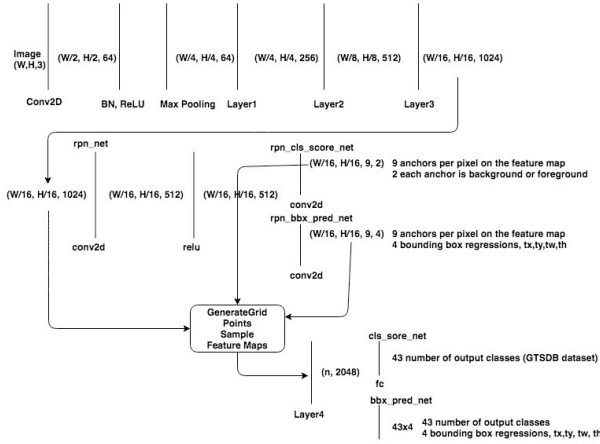 Image
(W,H,3)
(W/2, H/2, 64)
(W/4, H/4, 64)
(W/4, H/4, 256)
(W/8, H/8, 512)
(W/16, H/16, 1024)
Conv2D
BN, ReLU
Max Pooling
Layer1
Layer2
Layer3
rpn_net
rpn_cls_score_net
(W/16, H/16, 9, 2)
9 anchors per pixel on the feature map
2 each anchor is background or foreground
(W/16, H/16, 1024)
(W/16, H/16, 512)
(W/16, H/16, 512)
conv2d
rpn_bbx_pred_net
(W/16, H/16, 9, 4)
9 anchors per pixel on the feature map
4 bounding box regressions, tx,ty,tw,th
conv2d
relu
conv2d
GenerateGrid
Points
Sample
Feature Maps
cls_sore_net
(n, 2048)
43 number of output classes (GTSDB dataset)
fc
Layer4
bbx_pred_net
43x4
43 number of output classes
4 bounding box regressions, tx,ty, tw, th